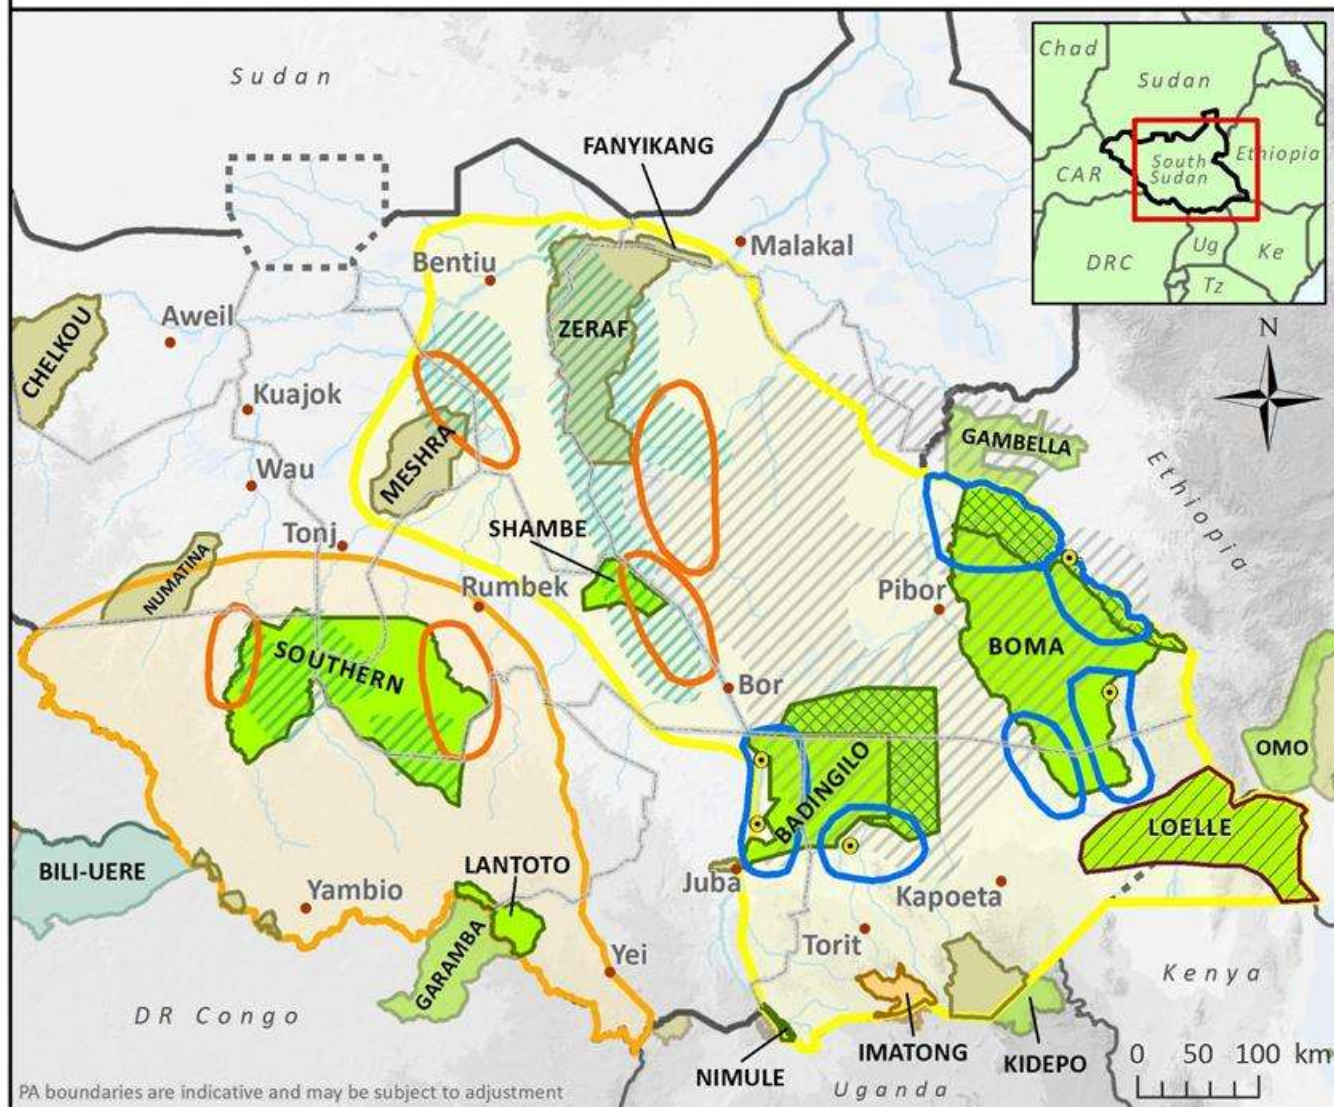 Sudan
FANYIKANG
Malakal
Bentiu
ZERAF
Aweil
CHELKOU
Kuajok
MESHRA
Wau
GAMBELLA
Ethiopia
SHAMBE
Tonj
NUMATINA
Rumbek
Pibor
BOMA
SOUTHERN
Bor
OMO
BADINGILO
LOELLE
BILI-UERE
LANTOTO
Juba
Kapoeta
Yambio
GARAMBA
Torit
Yei
Kenya
DR Congo
IMATONG
KIDEPO
NIMULE
Uganda
0 50 100 km
PA boundaries are indicative and may be subject to adjustment
Chad
Sudan
South
Sudan
Ethiopia
CAR
DRC
Ug
Ke
Tz
N